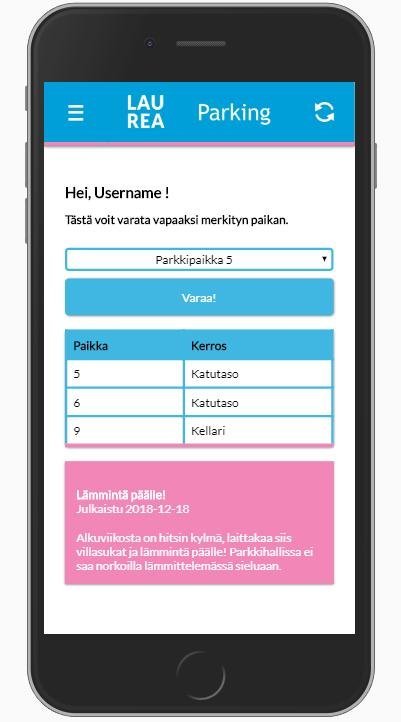 LAU
REA
Parking
Hei, Username !
Tästä voit varata vapaaksi merkityn paikan.
Parkkipaikka 5
Varaa!
Paikka Kerros
5 Katutaso
6 Katutaso
9 Kellari
Lämmintä päälle!
Julkaistu 2018-12-18
Alkuviikosta on hitsin kylmä, laittakaa siis
villasukat ja lämmintä päälle! Parkkihallissa ei
saa norkoilla lämmittelemässä sieluaan.